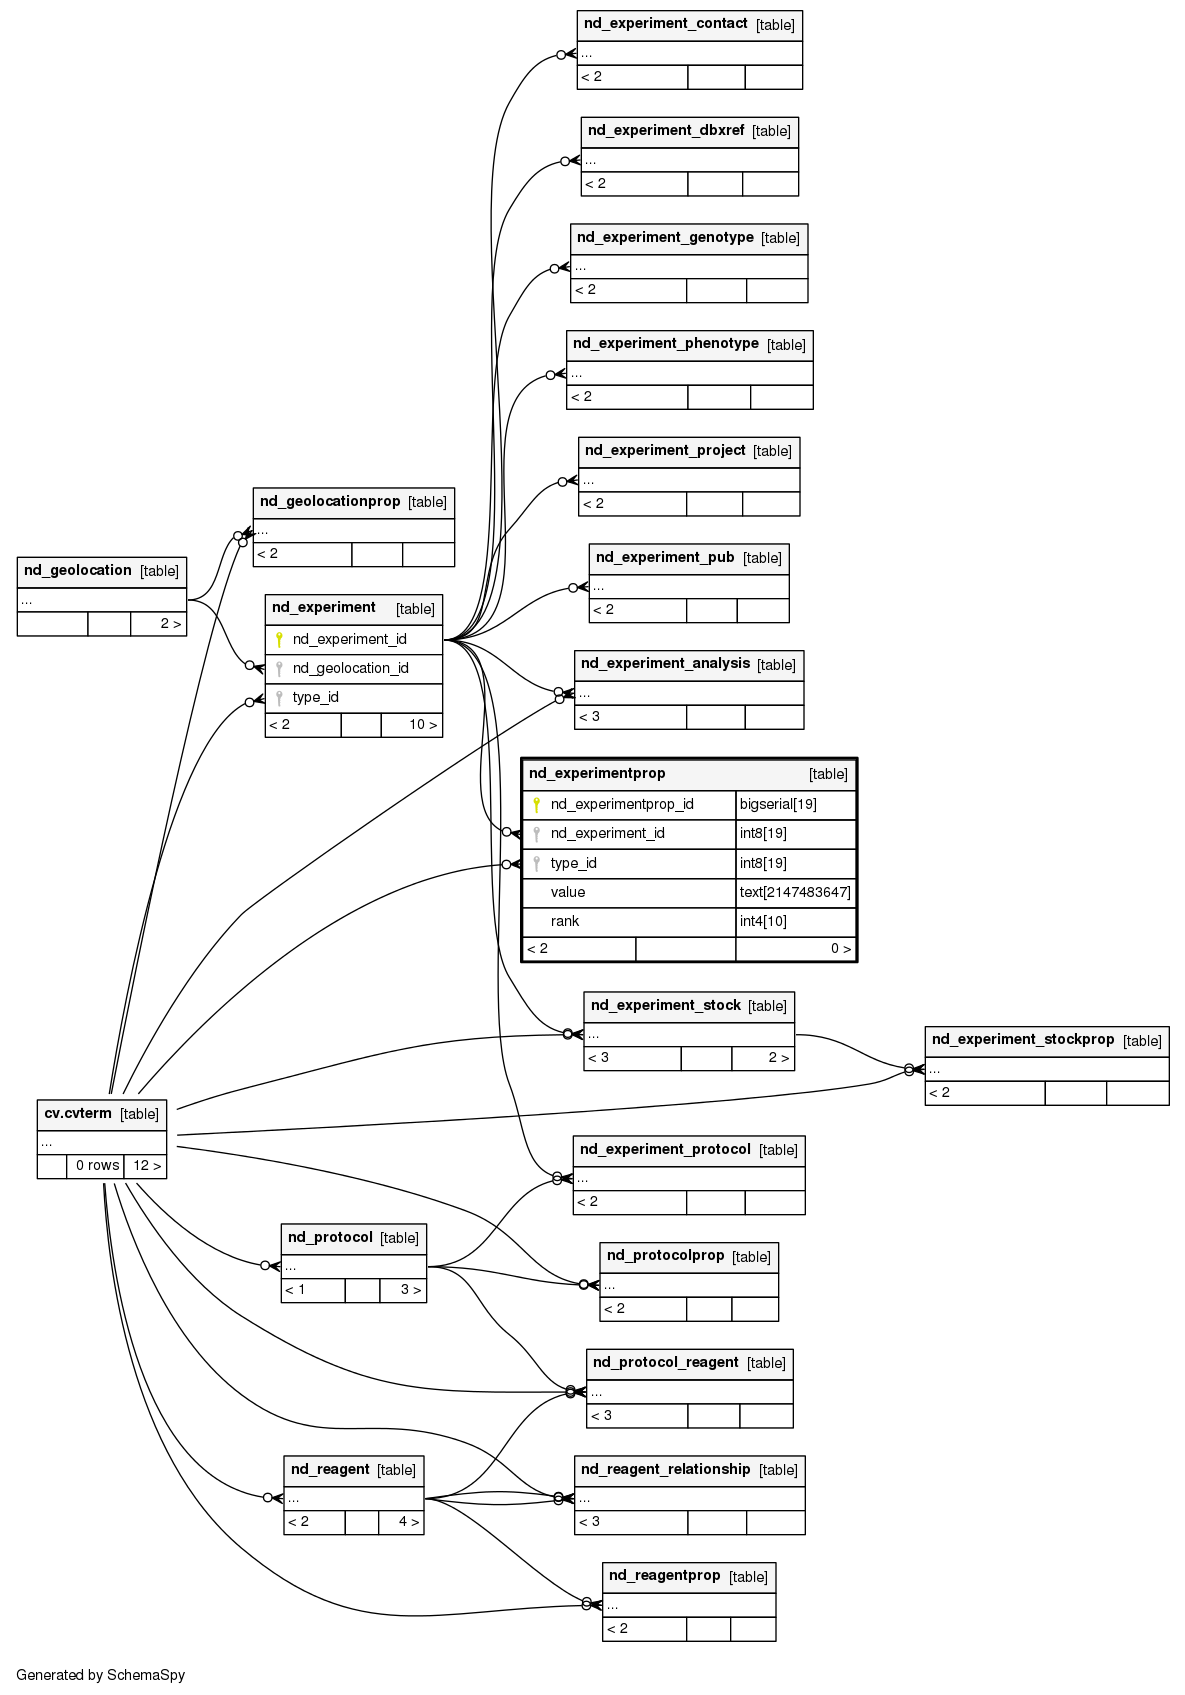 nd_experiment_contact [table]
...
< 2
nd_experiment_dbxref [table]
...
< 2
nd_experiment_genotype [table]
...
< 2
nd_experiment_phenotype [table]
...
< 2
nd_experiment_project [table]
...
< 2
nd_geolocationprop [table]
...
< 2
nd_geolocation [table]
...
2 >
nd_experiment [table]
nd_experiment_id
nd_geolocation_id
type_id
< 2 10 >
nd_experiment_pub [table]
...
< 2
nd_experiment_analysis [table]
...
< 3
nd_experimentprop [table]
nd_experimentprop_id bigserial[19]
nd_experiment_id int8[19]
type_id int8[19]
value text[2147483647]
rank int4[10]
< 2 0 >
nd_experiment_stock [table]
...
< 3 2 >
nd_experiment_stockprop [table]
...
< 2
cv.cvterm [table]
...
0 rows 12 >
nd_experiment_protocol [table]
...
< 2
nd_protocol [table]
...
< 1 3 >
nd_protocolprop [table]
...
< 2
nd_protocol_reagent [table]
...
< 3
nd_reagent [table]
...
< 2 4 >
nd_reagent_relationship [table]
...
< 3
nd_reagentprop [table]
...
< 2
Generated by SchemaSpy